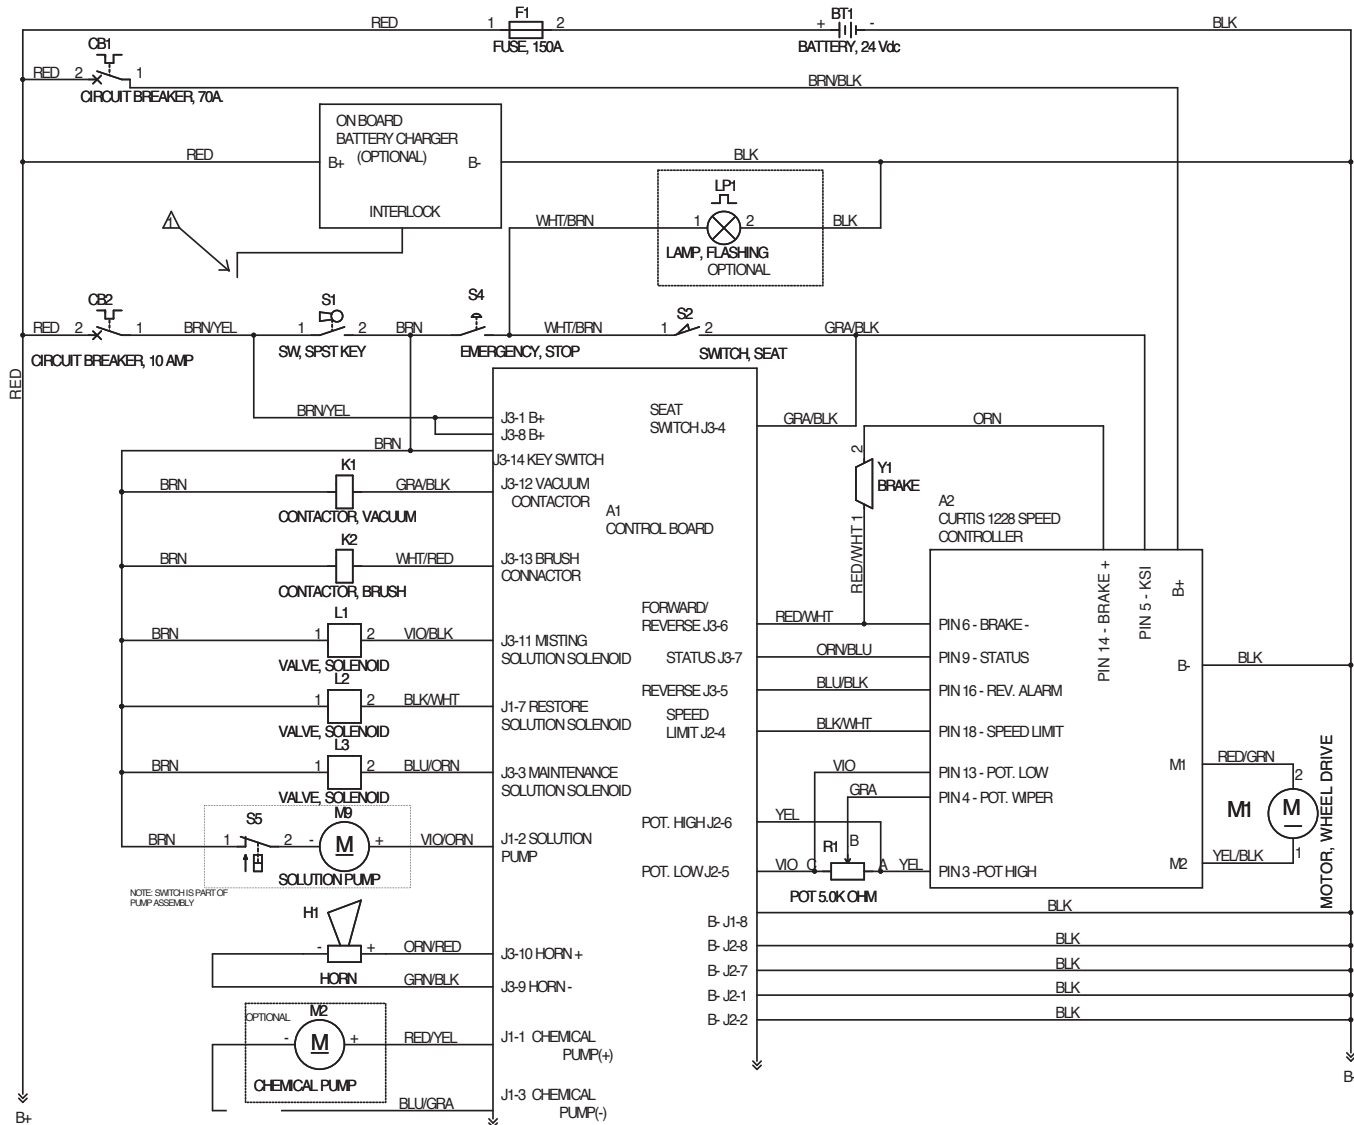 RED
1
F1
2
FUSE, 150A.
+
BT1
-
BATTERY, 24 Vdc
BLK
CB1
RED
2
1
CIRCUIT BREAKER, 70A.
BRN/BLK
ON BOARD
BATTERY CHARGER
(OPTIONAL)
B+
B-
INTERLOCK
RED
BLK
1
LP1
WHT/BRN
1
2
BLK
LAMP, FLASHING
OPTIONAL
CB2
RED
2
1
BRN/YEL
CIRCUIT BREAKER, 10 AMP
S1
1
2
SW, SPST KEY
BRN
S4
EMERGENCY, STOP
WHT/BRN
S2
1
2
SWITCH, SEAT
GRA/BLK
RED
BRN/YEL
J3-1 B+
J3-8 B+
BRN
J3-14 KEY SWITCH
SEAT
SWITCH J3-4
GRA/BLK
ORN
BRN
K1
GRA/BLK
CONTACTOR, VACUUM
J3-12 VACUUM
CONTACTOR
A1
CONTROL BOARD
2
Y1
BRAKE
RED/WHT 1
A2
CURTIS 1228 SPEED
CONTROLLER
BRN
K2
WHT/RED
CONTACTOR, BRUSH
J3-13 BRUSH
CONNACTOR
PIN 14 - BRAKE +
PIN 5 - KSI
B+
BRN
L1
1
2
VIO/BLK
VALVE, SOLENOID
J3-11 MISTING
SOLUTION SOLENOID
FORWARD/
REVERSE J3-6
RED/WHT
PIN 6 - BRAKE -
STATUS J3-7
ORN/BLU
PIN 9 - STATUS
B-
BLK
BRN
L2
1
2
BLK/WHT
VALVE, SOLENOID
J1-7 RESTORE
SOLUTION SOLENOID
REVERSE J3-5
BLU/BLK
PIN 16 - REV. ALARM
SPEED
LIMIT J2-4
BLK/WHT
PIN 18 - SPEED LIMIT
BRN
L3
1
2
BLU/ORN
VALVE, SOLENOID
J3-3 MAINTENANCE
SOLUTION SOLENOID
VIO
PIN 13 - POT. LOW
GRA
PIN 4 - POT. WIPER
M1
RED/GRN
2
M1
M
MOTOR, WHEEL DRIVE
BRN
S5
1
2
-
M9
M
+
VIO/ORN
SOLUTION PUMP
J1-2 SOLUTION
PUMP
NOTE: SWITCH IS PART OF
PUMP ASSEMBLY
POT. HIGH J2-6
YEL
POT. LOW J2-5
VIO
C
R1
B
A
YEL
POT 5.0K OHM
PIN 3 -POT HIGH
M2
YEL/BLK
1
H1
-
+
HORN
ORN/RED
J3-10 HORN +
GRN/BLK
J3-9 HORN -
BLK
B- J1-8
B- J2-8
BLK
B- J2-7
BLK
B- J2-1
BLK
B- J2-2
BLK
OPTIONAL
M2
-
M
+
CHEMICAL PUMP
RED/YEL
J1-1 CHEMICAL
PUMP(+)
BLU/GRA
J1-3 CHEMICAL
PUMP(-)
B+
B-